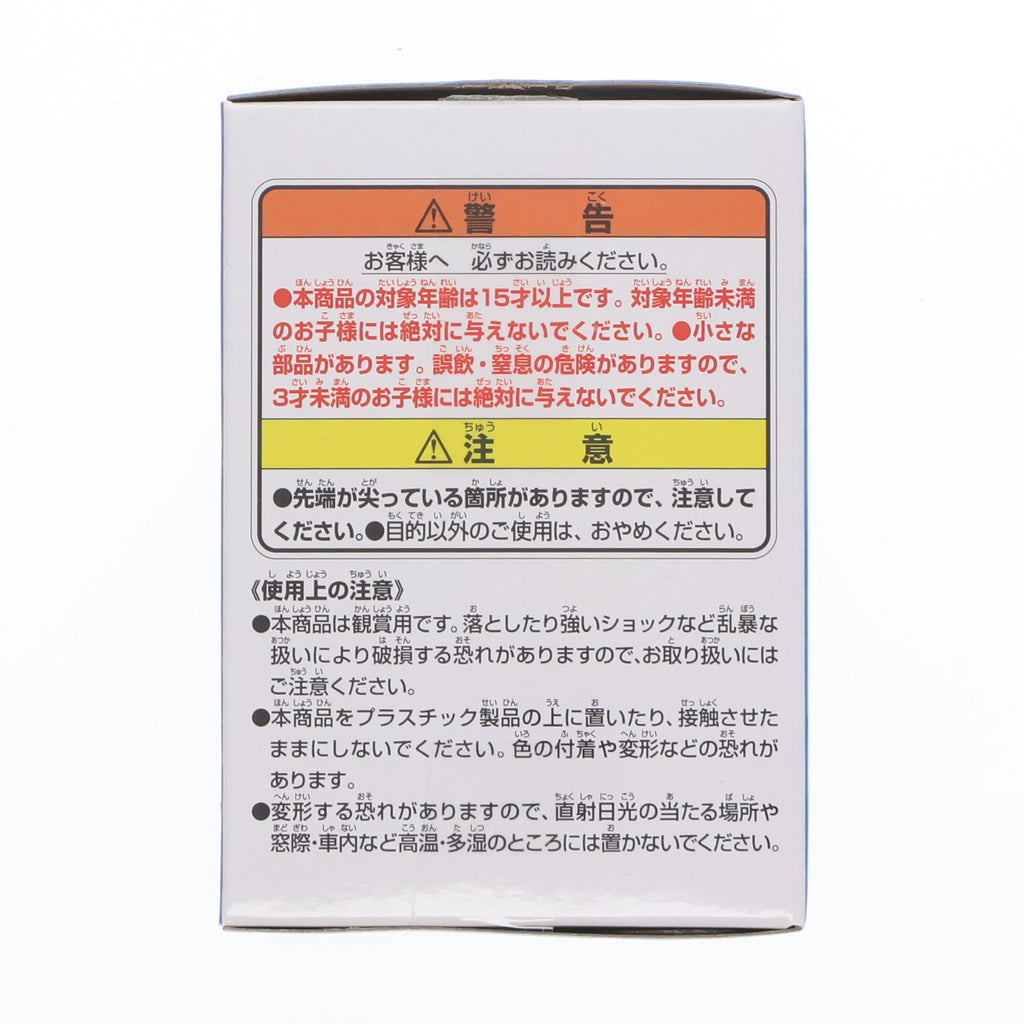 ⚠警告
お客様へ 必ずお読みください。
●本商品の対象年齢は15才以上です。対象年齢未満
のお子様には絶対に与えないでください。●小さな
部品があります。誤飲・窒息の危険がありますので、
3才未満のお子様には絶対に与えないでください。
⚠注意
●先端が尖っている箇所がありますので、注意して
ください。●目的以外のご使用は、おやめください。
《使用上の注意》
●本商品は観賞用です。落としたり強いショックなど乱暴な
扱いにより破損する恐れがありますので、お取り扱いには
ご注意ください。
●本商品をプラスチック製品の上に置いたり、接触させた
ままにしないでください。色の付着や変形などの恐れが
あります。
●変形する恐れがありますので、直射日光の当たる場所や
窓際・車内など高温・多湿のところには置かないでください。